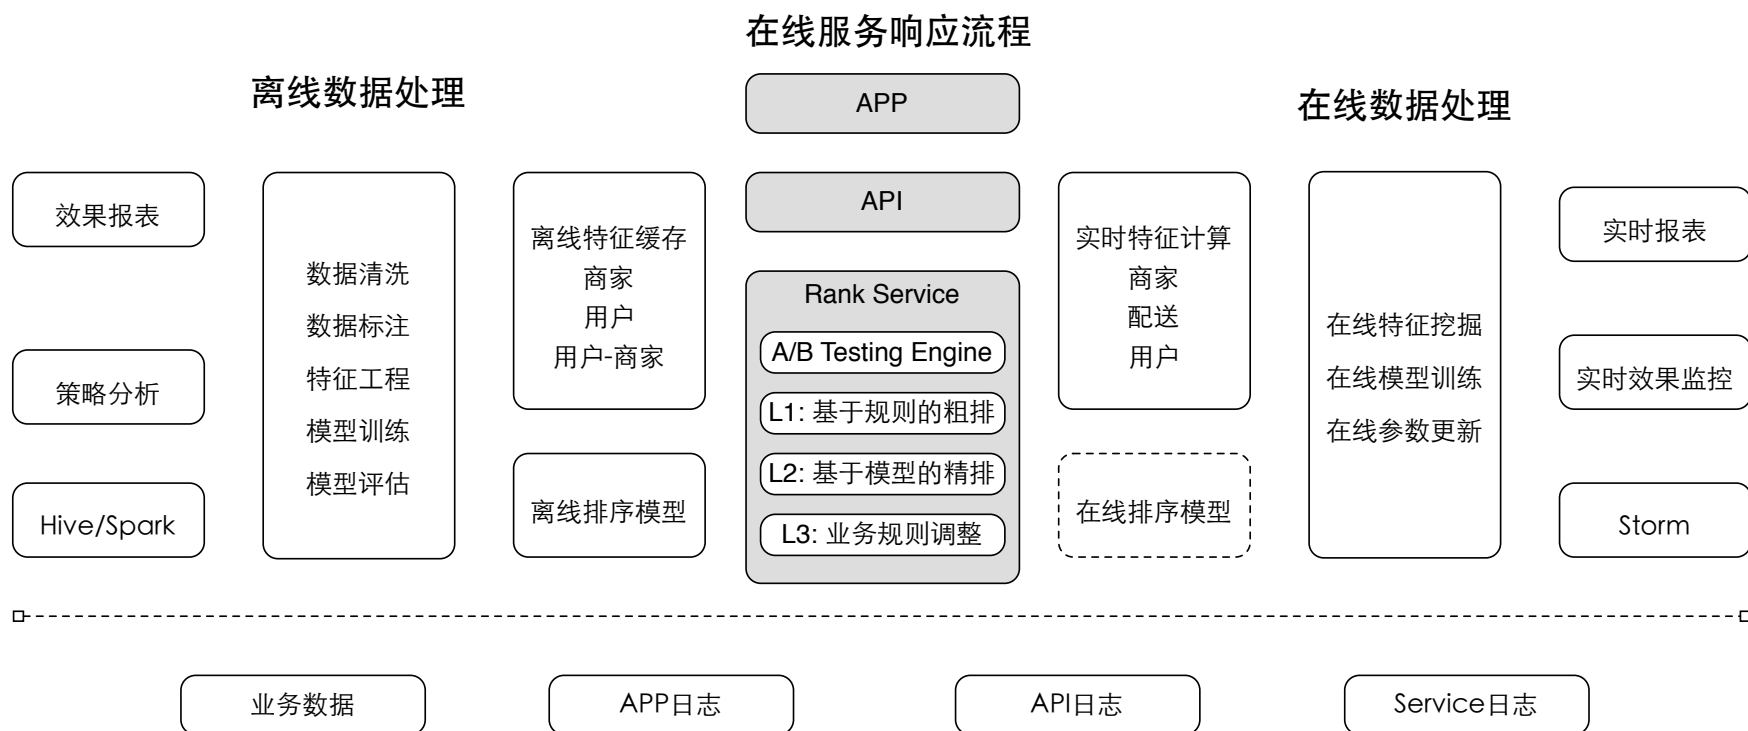 在线服务响应流程
离线数据处理
在线数据处理
效果报表
策略分析
Hive/Spark
数据清洗
数据标注
特征工程
模型训练
模型评估
离线特征缓存
商家
用户
用户-商家
离线排序模型
APP
API
Rank Service
A/B Testing Engine
L1: 基于规则的粗排
L2: 基于模型的精排
L3: 业务规则调整
实时特征计算
商家
配送
用户
在线排序模型
在线特征挖掘
在线模型训练
在线参数更新
实时报表
实时效果监控
Storm
业务数据
APP日志
API日志
Service日志